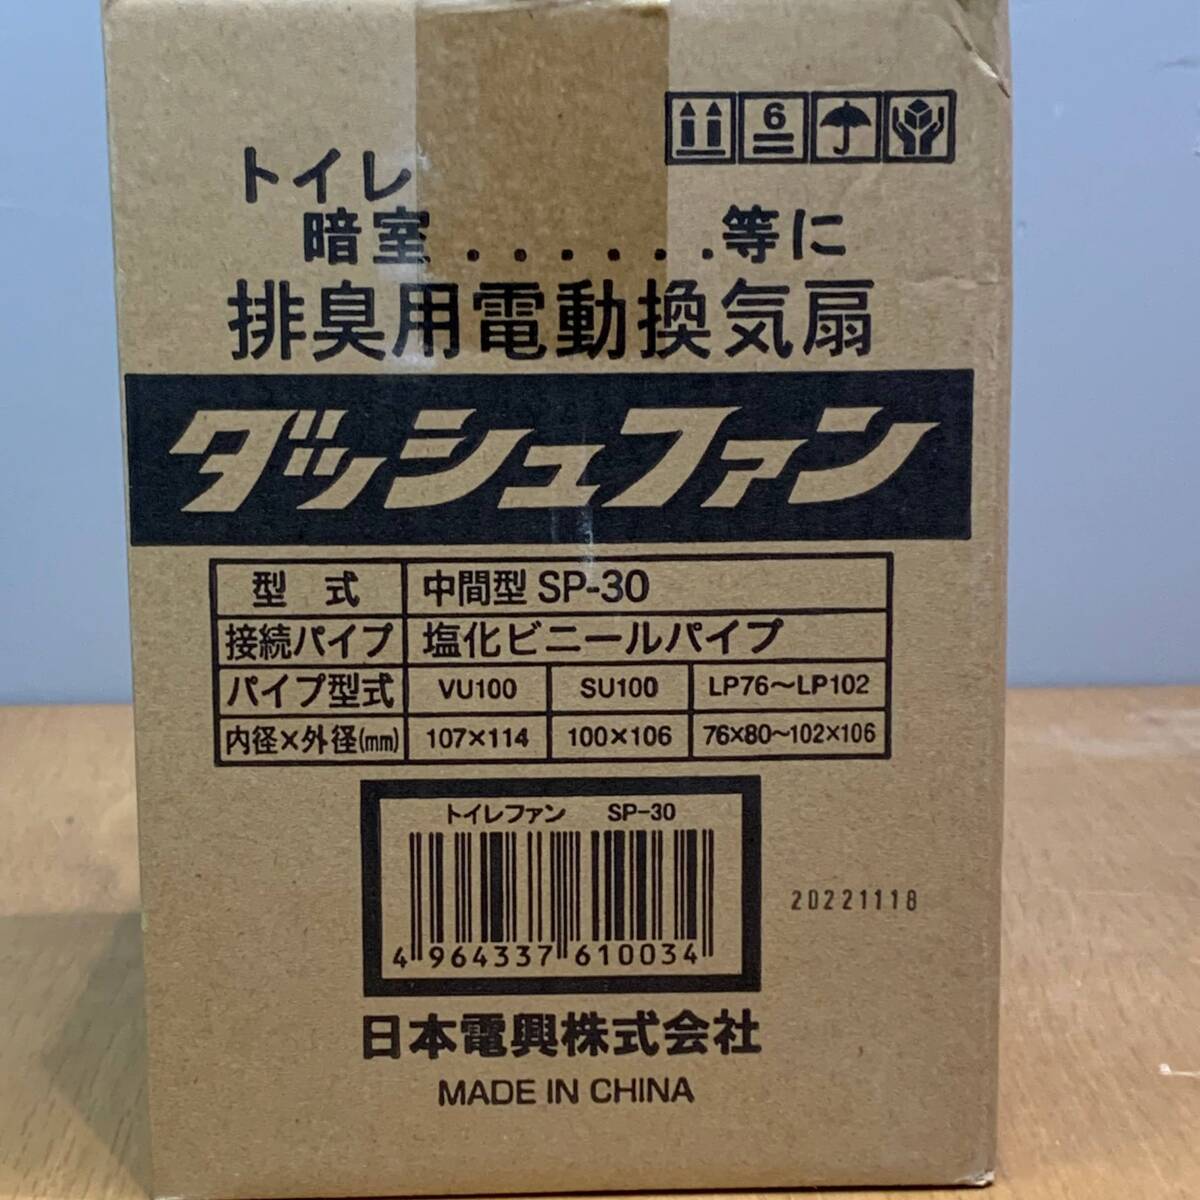 6
トイレ
暗室......等に
排臭用電動換気扇
ダッシュファン
型 式 中間型 SP-30
接続パイプ 塩化ビニールパイプ
パイプ型式 VU100 SU100 LP76～LP102
内径×外径(mm) 107×114 100×106 76×80～102×106
トイレファン SP-30
4 964337 610034
20221118
日本電興株式会社
MADE IN CHINA